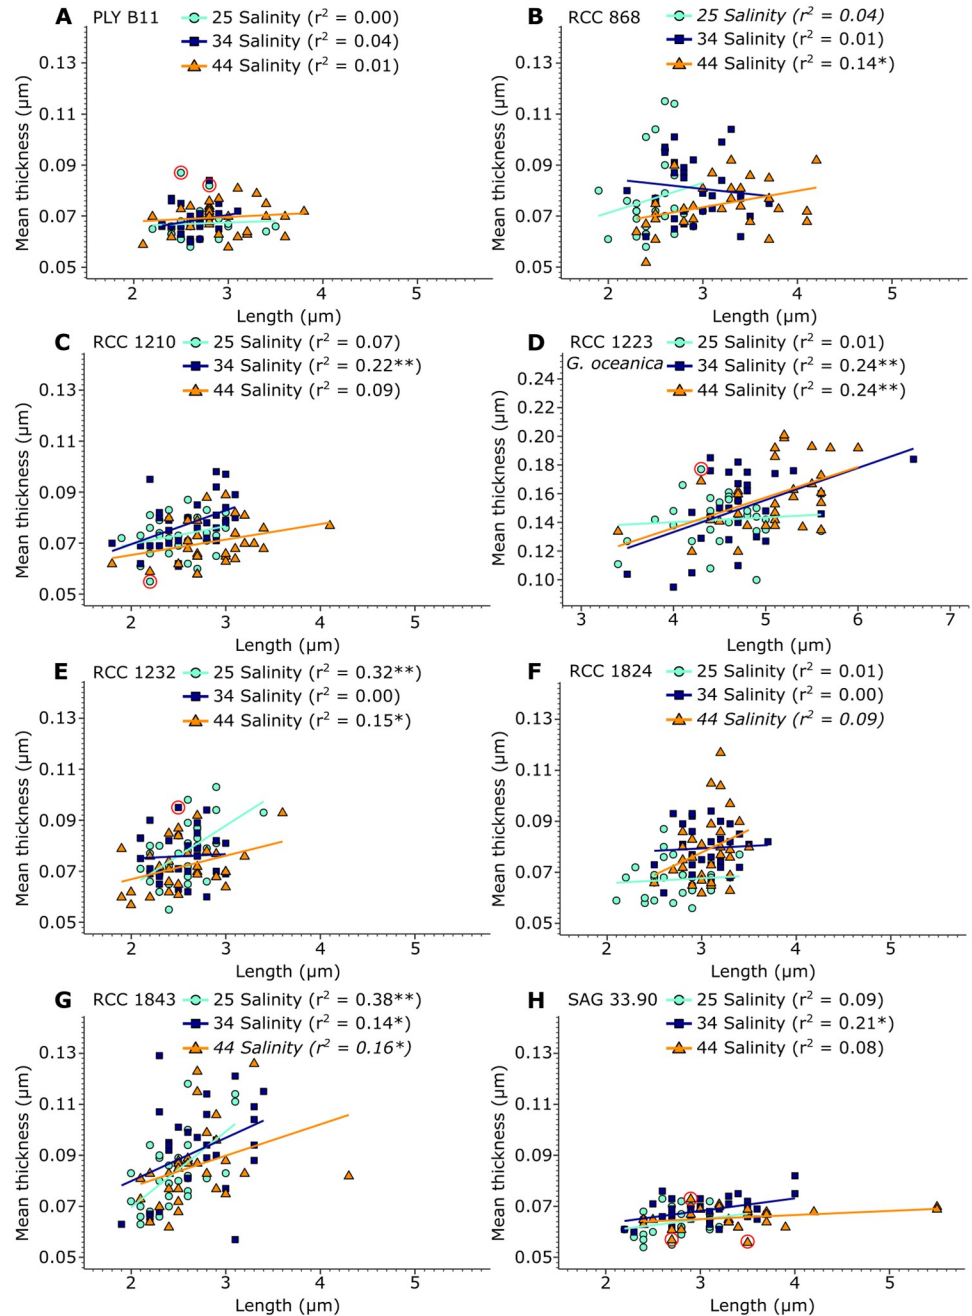 A PLY B11
25 Salinity (r² = 0.00)
34 Salinity (r² = 0.04)
44 Salinity (r² = 0.01)
Mean thickness (µm)
0.13
0.11
0.09
0.07
0.05
2 3 4 5
Length (µm)
B RCC 868
25 Salinity (r² = 0.04)
34 Salinity (r² = 0.01)
44 Salinity (r² = 0.14*)
Mean thickness (µm)
0.13
0.11
0.09
0.07
0.05
2 3 4 5
Length (µm)
C RCC 1210
25 Salinity (r² = 0.07)
34 Salinity (r² = 0.22**)
44 Salinity (r² = 0.09)
Mean thickness (µm)
0.13
0.11
0.09
0.07
0.05
2 3 4 5
Length (µm)
D RCC 1223
G. oceanica
25 Salinity (r² = 0.01)
34 Salinity (r² = 0.24**)
44 Salinity (r² = 0.24**)
Mean thickness (µm)
0.24
0.22
0.20
0.18
0.16
0.14
0.12
0.10
3 4 5 6 7
Length (µm)
E RCC 1232
25 Salinity (r² = 0.32**)
34 Salinity (r² = 0.00)
44 Salinity (r² = 0.15*)
Mean thickness (µm)
0.13
0.11
0.09
0.07
0.05
2 3 4 5
Length (µm)
F RCC 1824
25 Salinity (r² = 0.01)
34 Salinity (r² = 0.00)
44 Salinity (r² = 0.09)
Mean thickness (µm)
0.13
0.11
0.09
0.07
0.05
2 3 4 5
Length (µm)
G RCC 1843
25 Salinity (r² = 0.38**)
34 Salinity (r² = 0.14*)
44 Salinity (r² = 0.16*)
Mean thickness (µm)
0.13
0.11
0.09
0.07
0.05
2 3 4 5
Length (µm)
H SAG 33.90
25 Salinity (r² = 0.09)
34 Salinity (r² = 0.21*)
44 Salinity (r² = 0.08)
Mean thickness (µm)
0.13
0.11
0.09
0.07
0.05
2 3 4 5
Length (µm)